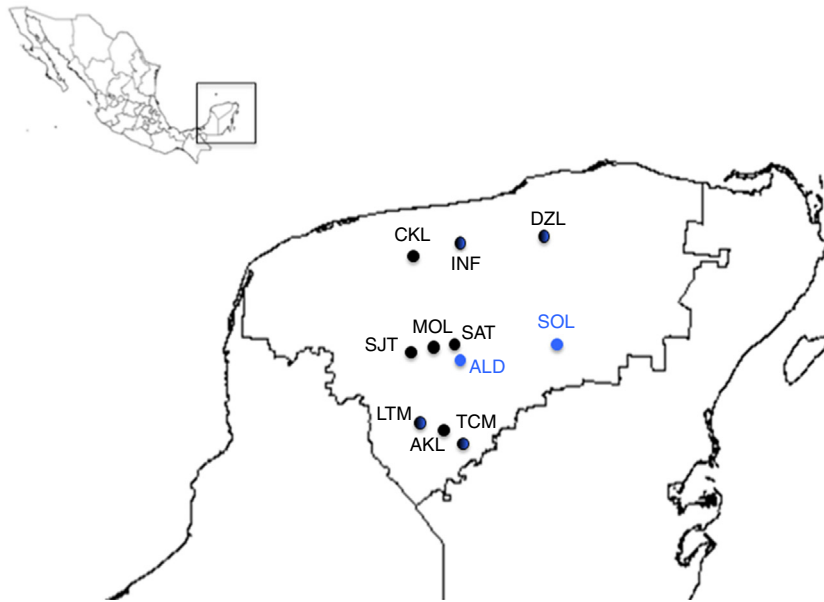 DZL
CKL
INF
SOL
MOL
SAT
SJT
ALD
LTM
TCM
AKL